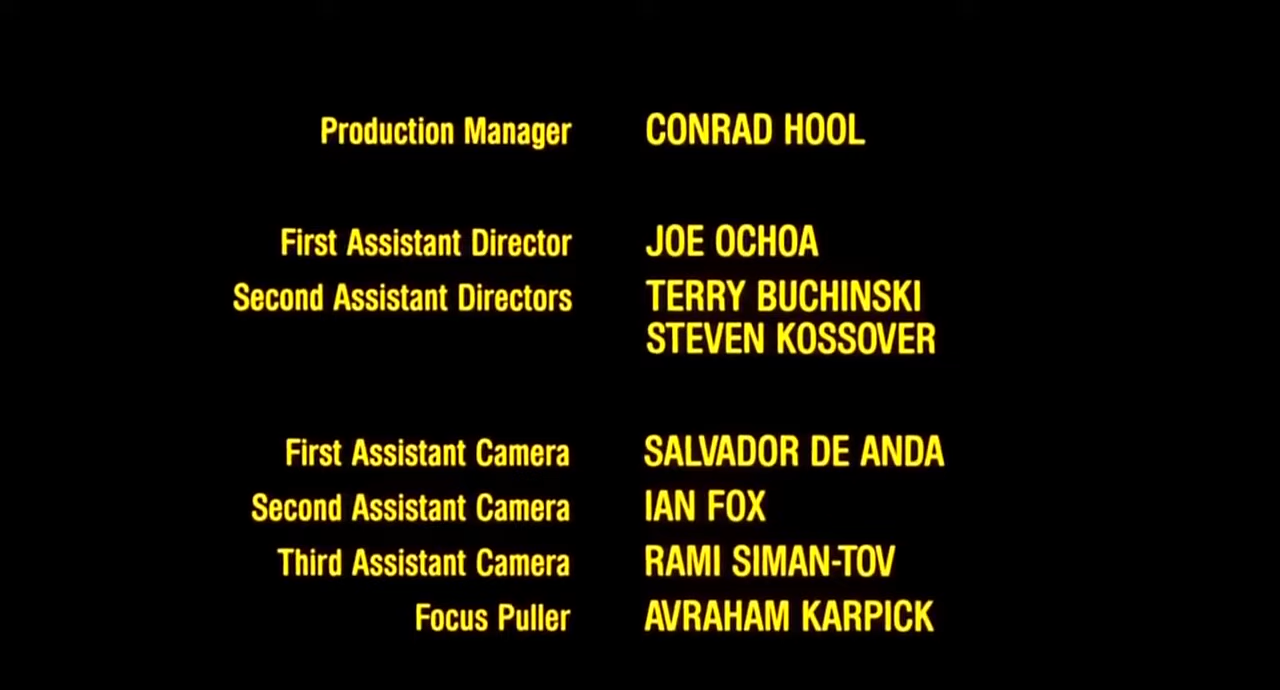 Production Manager CONRAD HOOL
First Assistant Director JOE OCHOA
Second Assistant Directors TERRY BUCHINSKI
STEVEN KOSSOVER
First Assistant Camera SALVADOR DE ANDA
Second Assistant Camera IAN FOX
Third Assistant Camera RAMI SIMAN-TOV
Focus Puller AVRAHAM KARPICK